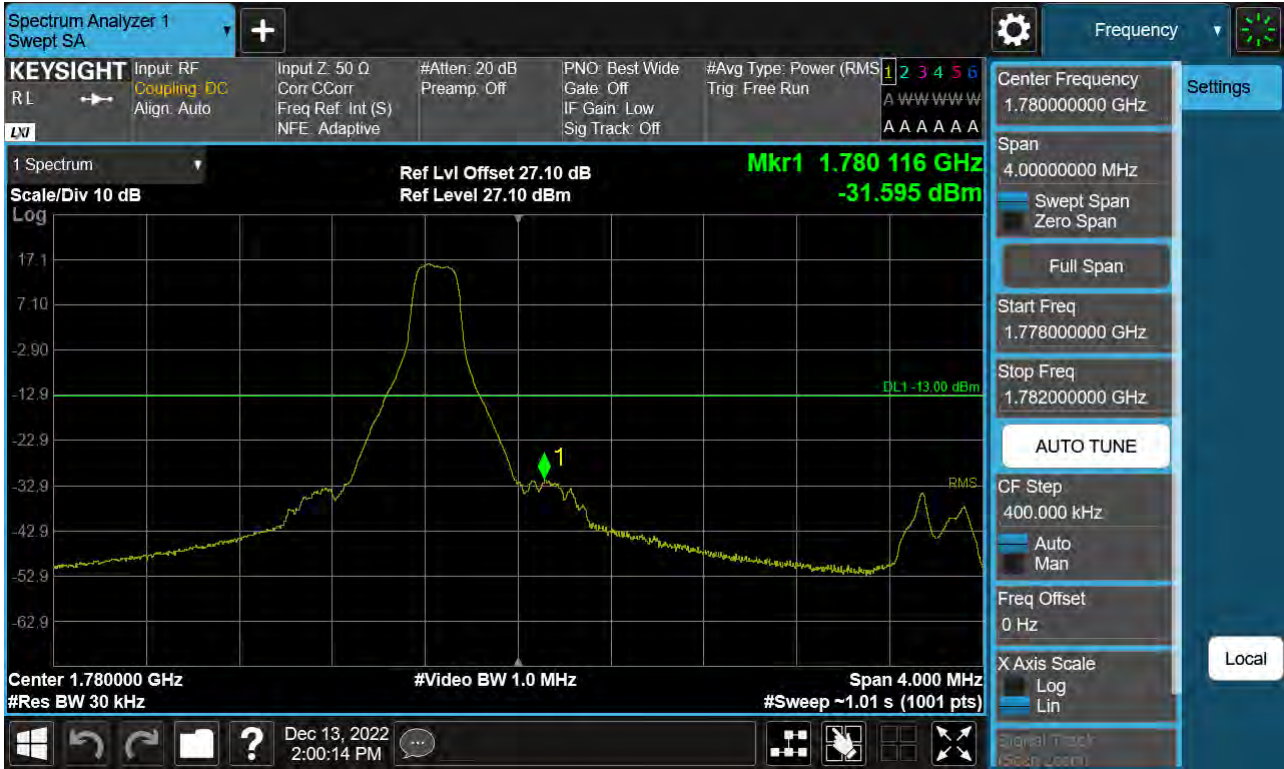 Spectrum Analyzer 1
Swept SA
+
Frequency
KEYSIGHT
RL
LXI
Input: RF
Coupling: DC
Align: Auto
Input Z: 50 Ω
Corr CCorr
Freq Ref: Int (S)
NFE: Adaptive
#Atten: 20 dB
Preamp: Off
PNO: Best Wide
Gate: Off
IF Gain: Low
Sig Track: Off
#Avg Type: Power (RMS
Trig: Free Run
1 2 3 4 5 6
A W W W W W
A A A A A A
1 Spectrum
Scale/Div 10 dB
Log
Ref Lvl Offset 27.10 dB
Ref Level 27.10 dBm
Mkr1 1.780 116 GHz
-31.595 dBm
17.1
7.10
-2.90
-12.9
-22.9
-32.9
-42.9
-52.9
-62.9
DL1 -13.00 dBm
1
RMS
Center 1.780000 GHz
#Res BW 30 kHz
#Video BW 1.0 MHz
Span 4.000 MHz
#Sweep ~1.01 s (1001 pts)
Center Frequency
1.780000000 GHz
Settings
Span
4.00000000 MHz
Swept Span
Zero Span
Full Span
Start Freq
1.778000000 GHz
Stop Freq
1.782000000 GHz
AUTO TUNE
CF Step
400.000 kHz
Auto
Man
Freq Offset
0 Hz
X Axis Scale
Log
Lin
Local
Signal Track
(Span Zoom)
?
Dec 13, 2022
2:00:14 PM